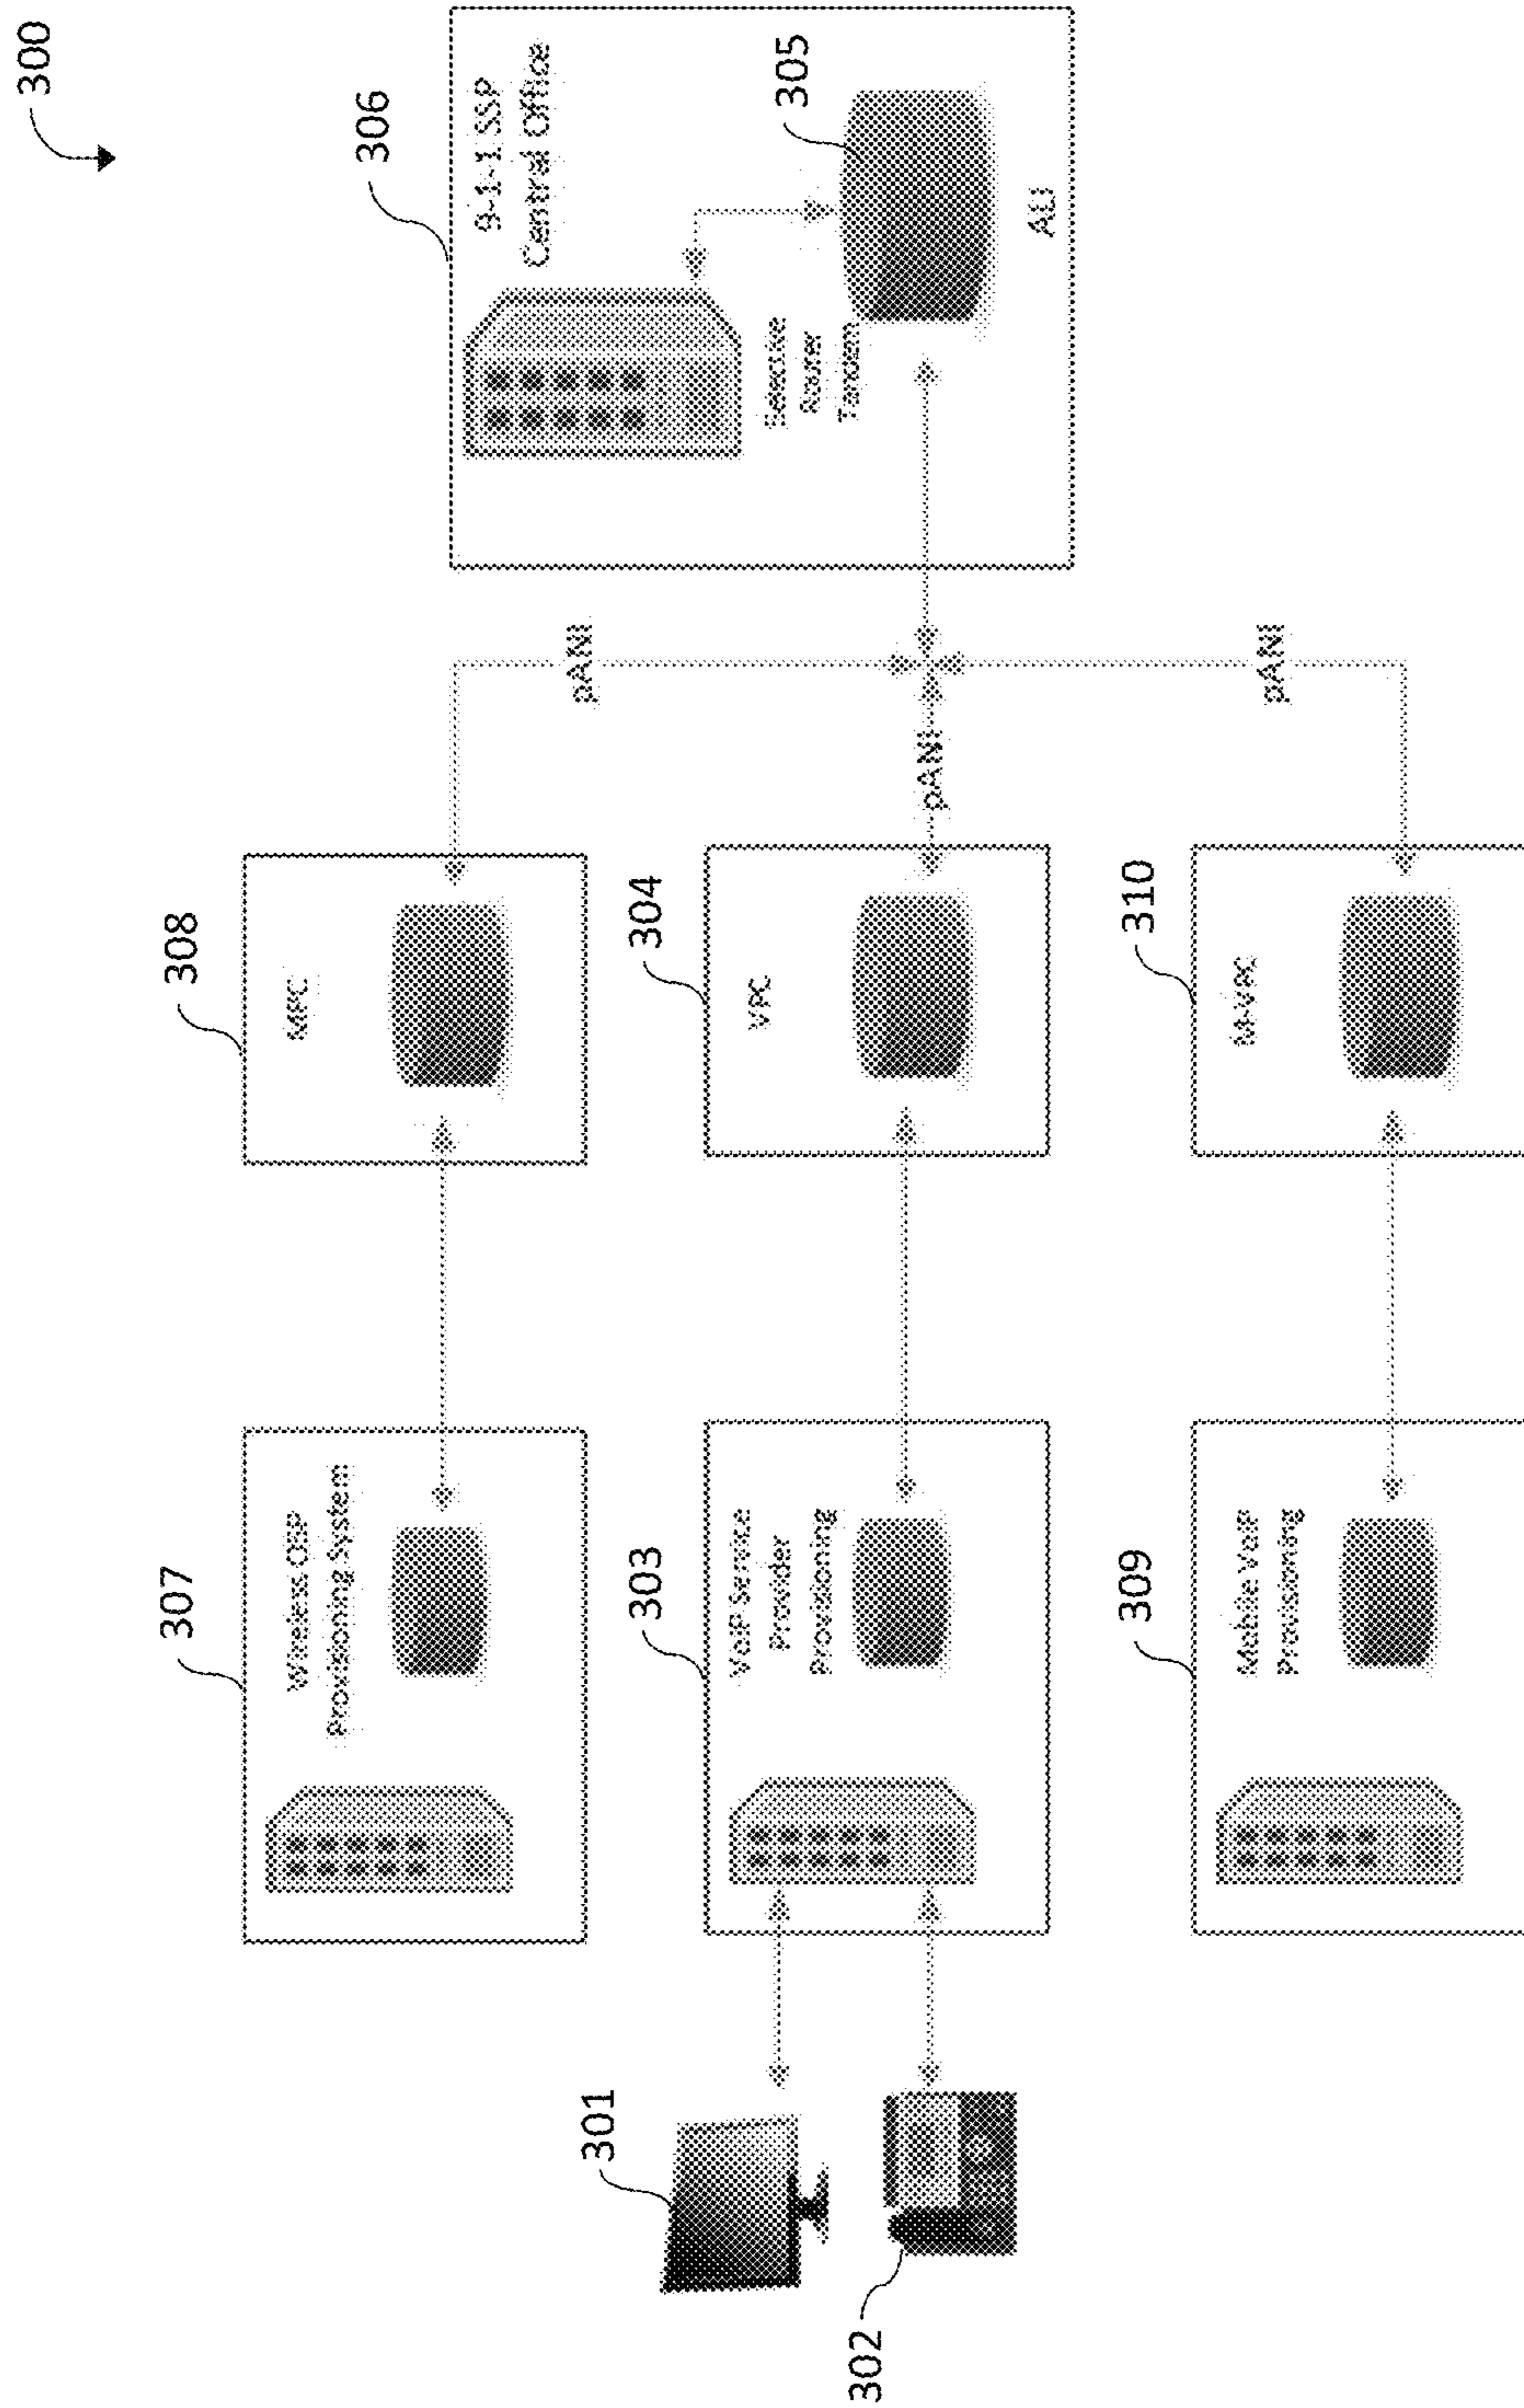 300
306
9-1-1 SSP
Central Office
305
Selective
Router
Tandem
ALI
pANI
pANI
pANI
308
MPC
304
VPC
310
M-VPC
307
Wireless OSP
Provisioning System
303
VoIP Service
Provider
Provisioning
309
Mobile VoIP
Provisioning
301
302